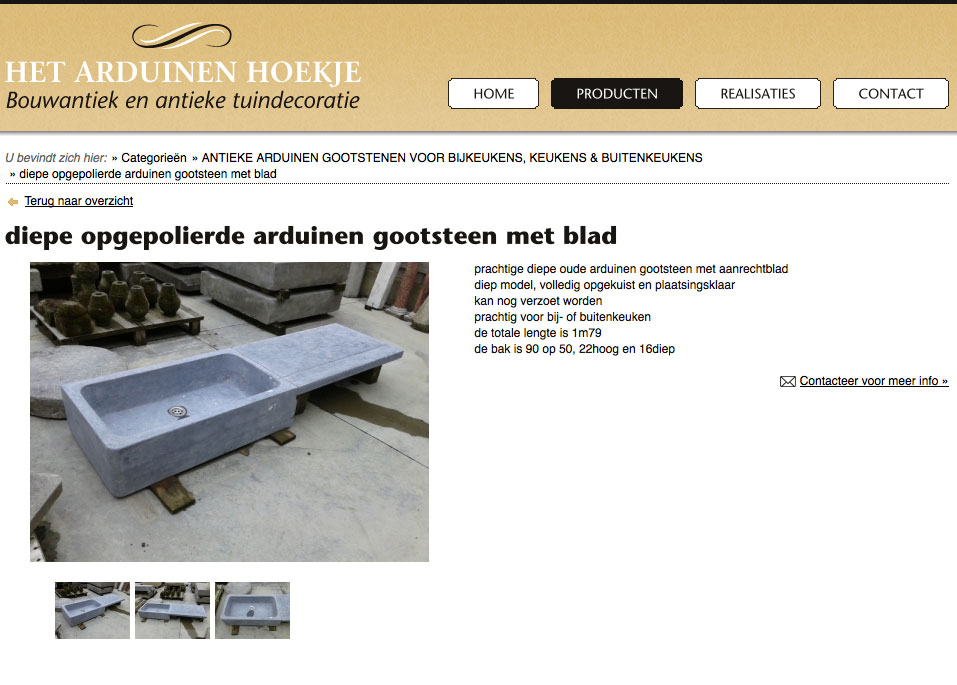 HET ARDUINEN HOEKJE
Bouwantiek en antieke tuindecoratie
HOME
PRODUCTEN
REALISATIES
CONTACT
U bevindt zich hier: » Categorieën » ANTIEKE ARDUINEN GOOTSTENEN VOOR BIJKEUKENS, KEUKENS & BUITENKEUKENS
» diepe opgepolierde arduinen gootsteen met blad
Terug naar overzicht
diepe opgepolierde arduinen gootsteen met blad
prachtige diepe oude arduinen gootsteen met aanrechtblad
diep model, volledig opgekuist en plaatsingsklaar
kan nog verzoet worden
prachtig voor bij- of buitenkeuken
de totale lengte is 1m79
de bak is 90 op 50, 22hoog en 16diep
Contacteer voor meer info »